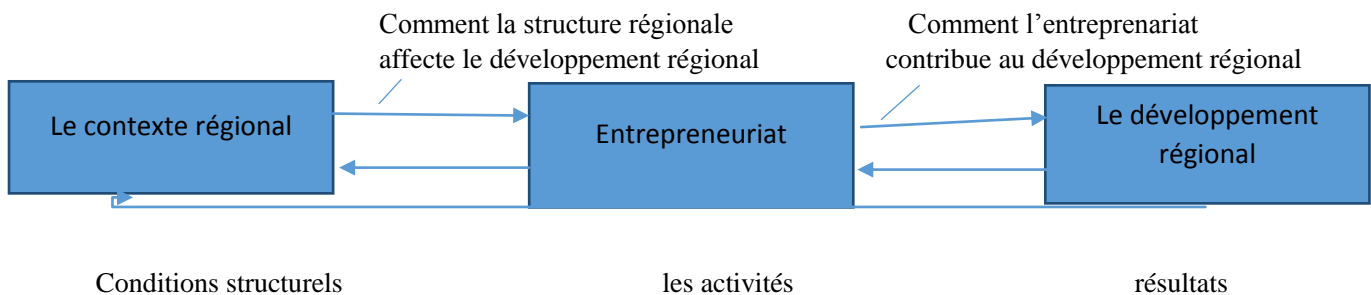 Comment la structure régionale
affecte le développement régional
Comment l’entreprenariat
contribue au développement régional
Le contexte régional
Entrepreneuriat
Le développement
régional
Conditions structurels
les activités
résultats